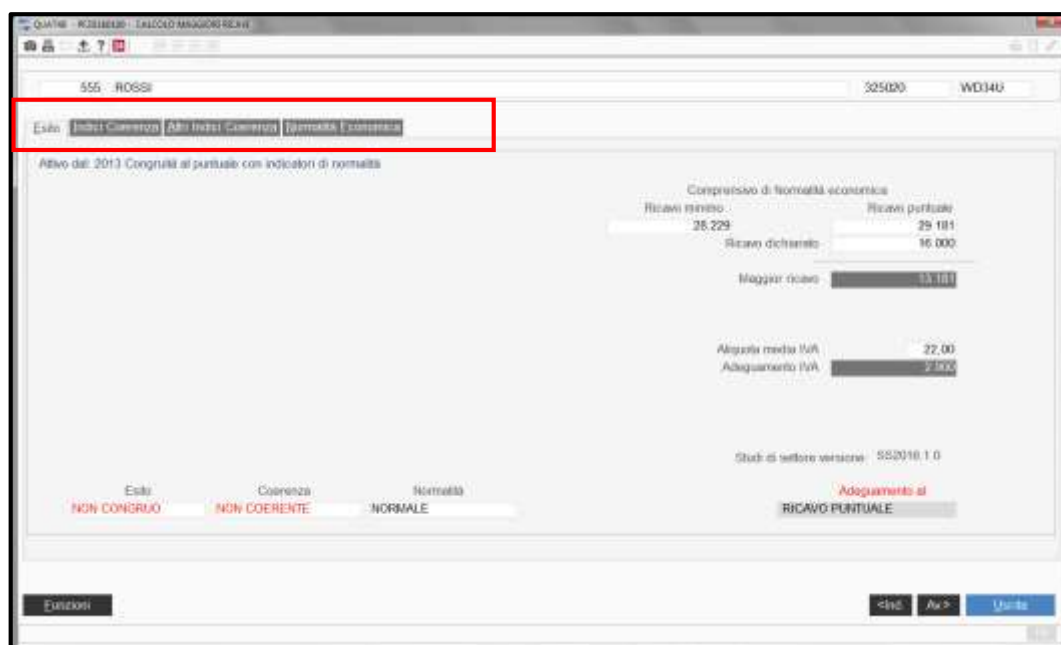 CALCOLO MAGGIORI RICAVI
555 ROSSI 325020 WD34U
Esito Indici Coerenza Altri Indici Coerenza Normalità Economica
Attivo dal: 2013 Congruità al puntuale con indicatori di normalità
Comprensivo di Normalità economica
Ricavo minimo Ricavo puntuale
28.229 29.181
Ricavo dichiarato 16.000
Maggior ricavo 13.181
Aliquota media IVA 22,00
Adeguamento IVA 2.900
Studi di settore versione: SS2016.1.0
Esito Coerenza Normalità Adeguamento al
NON CONGRUO NON COERENTE NORMALE RICAVO PUNTUALE
Funzioni <Ind. Av.> Uscita